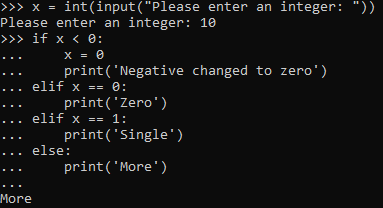 >>> x = int(input("Please enter an integer: "))
Please enter an integer: 10
>>> if x < 0:
...     x = 0
...     print('Negative changed to zero')
... elif x == 0:
...     print('Zero')
... elif x == 1:
...     print('Single')
... else:
...     print('More')
...
More